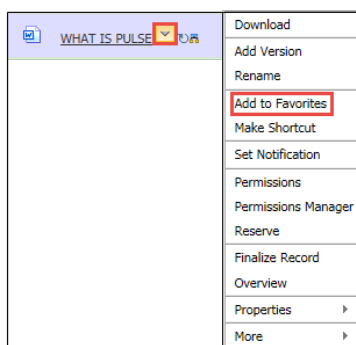 WHAT IS PULSE
Download
Add Version
Rename
Add to Favorites
Make Shortcut
Set Notification
Permissions
Permissions Manager
Reserve
Finalize Record
Overview
Properties
More